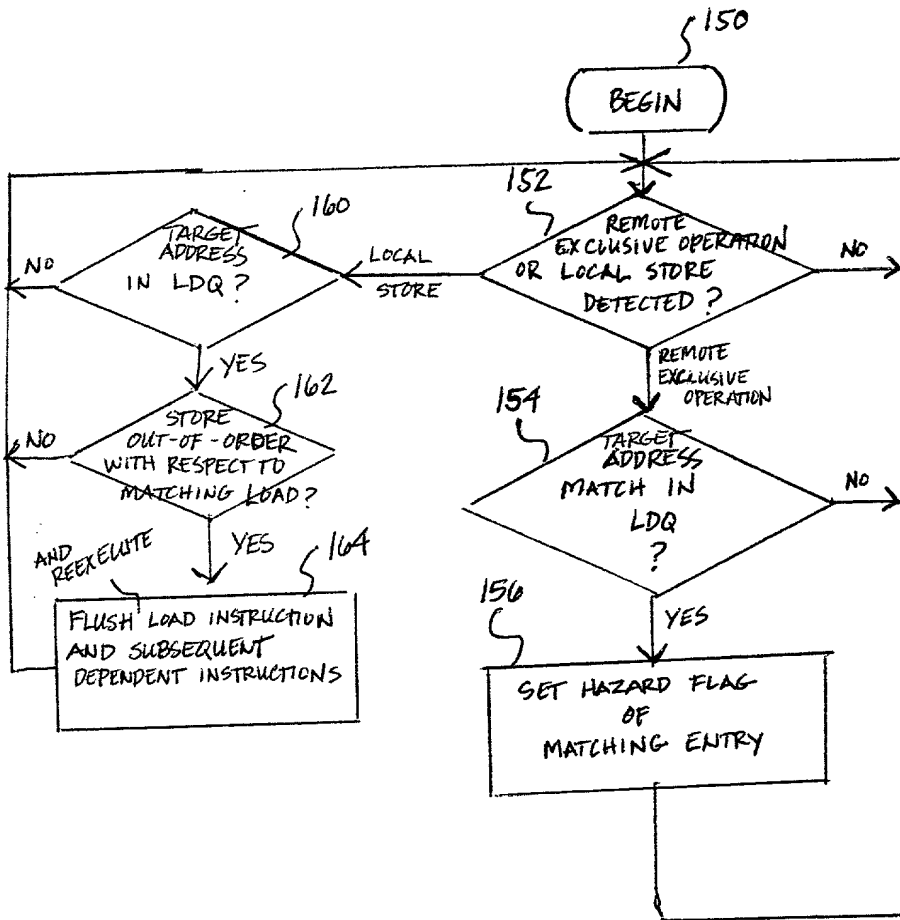 150
BEGIN
152
REMOTE
EXCLUSIVE OPERATION
OR LOCAL STORE
DETECTED ?
NO
LOCAL
STORE
160
TARGET
ADDRESS
IN LDQ ?
NO
YES
162
STORE
OUT-OF-ORDER
WITH RESPECT TO
MATCHING LOAD ?
NO
YES
164
AND
REEXECUTE
FLUSH LOAD INSTRUCTION
AND SUBSEQUENT
DEPENDENT INSTRUCTIONS
REMOTE
EXCLUSIVE
OPERATION
154
TARGET
ADDRESS
MATCH IN
LDQ
?
NO
YES
156
SET HAZARD FLAG
OF
MATCHING ENTRY